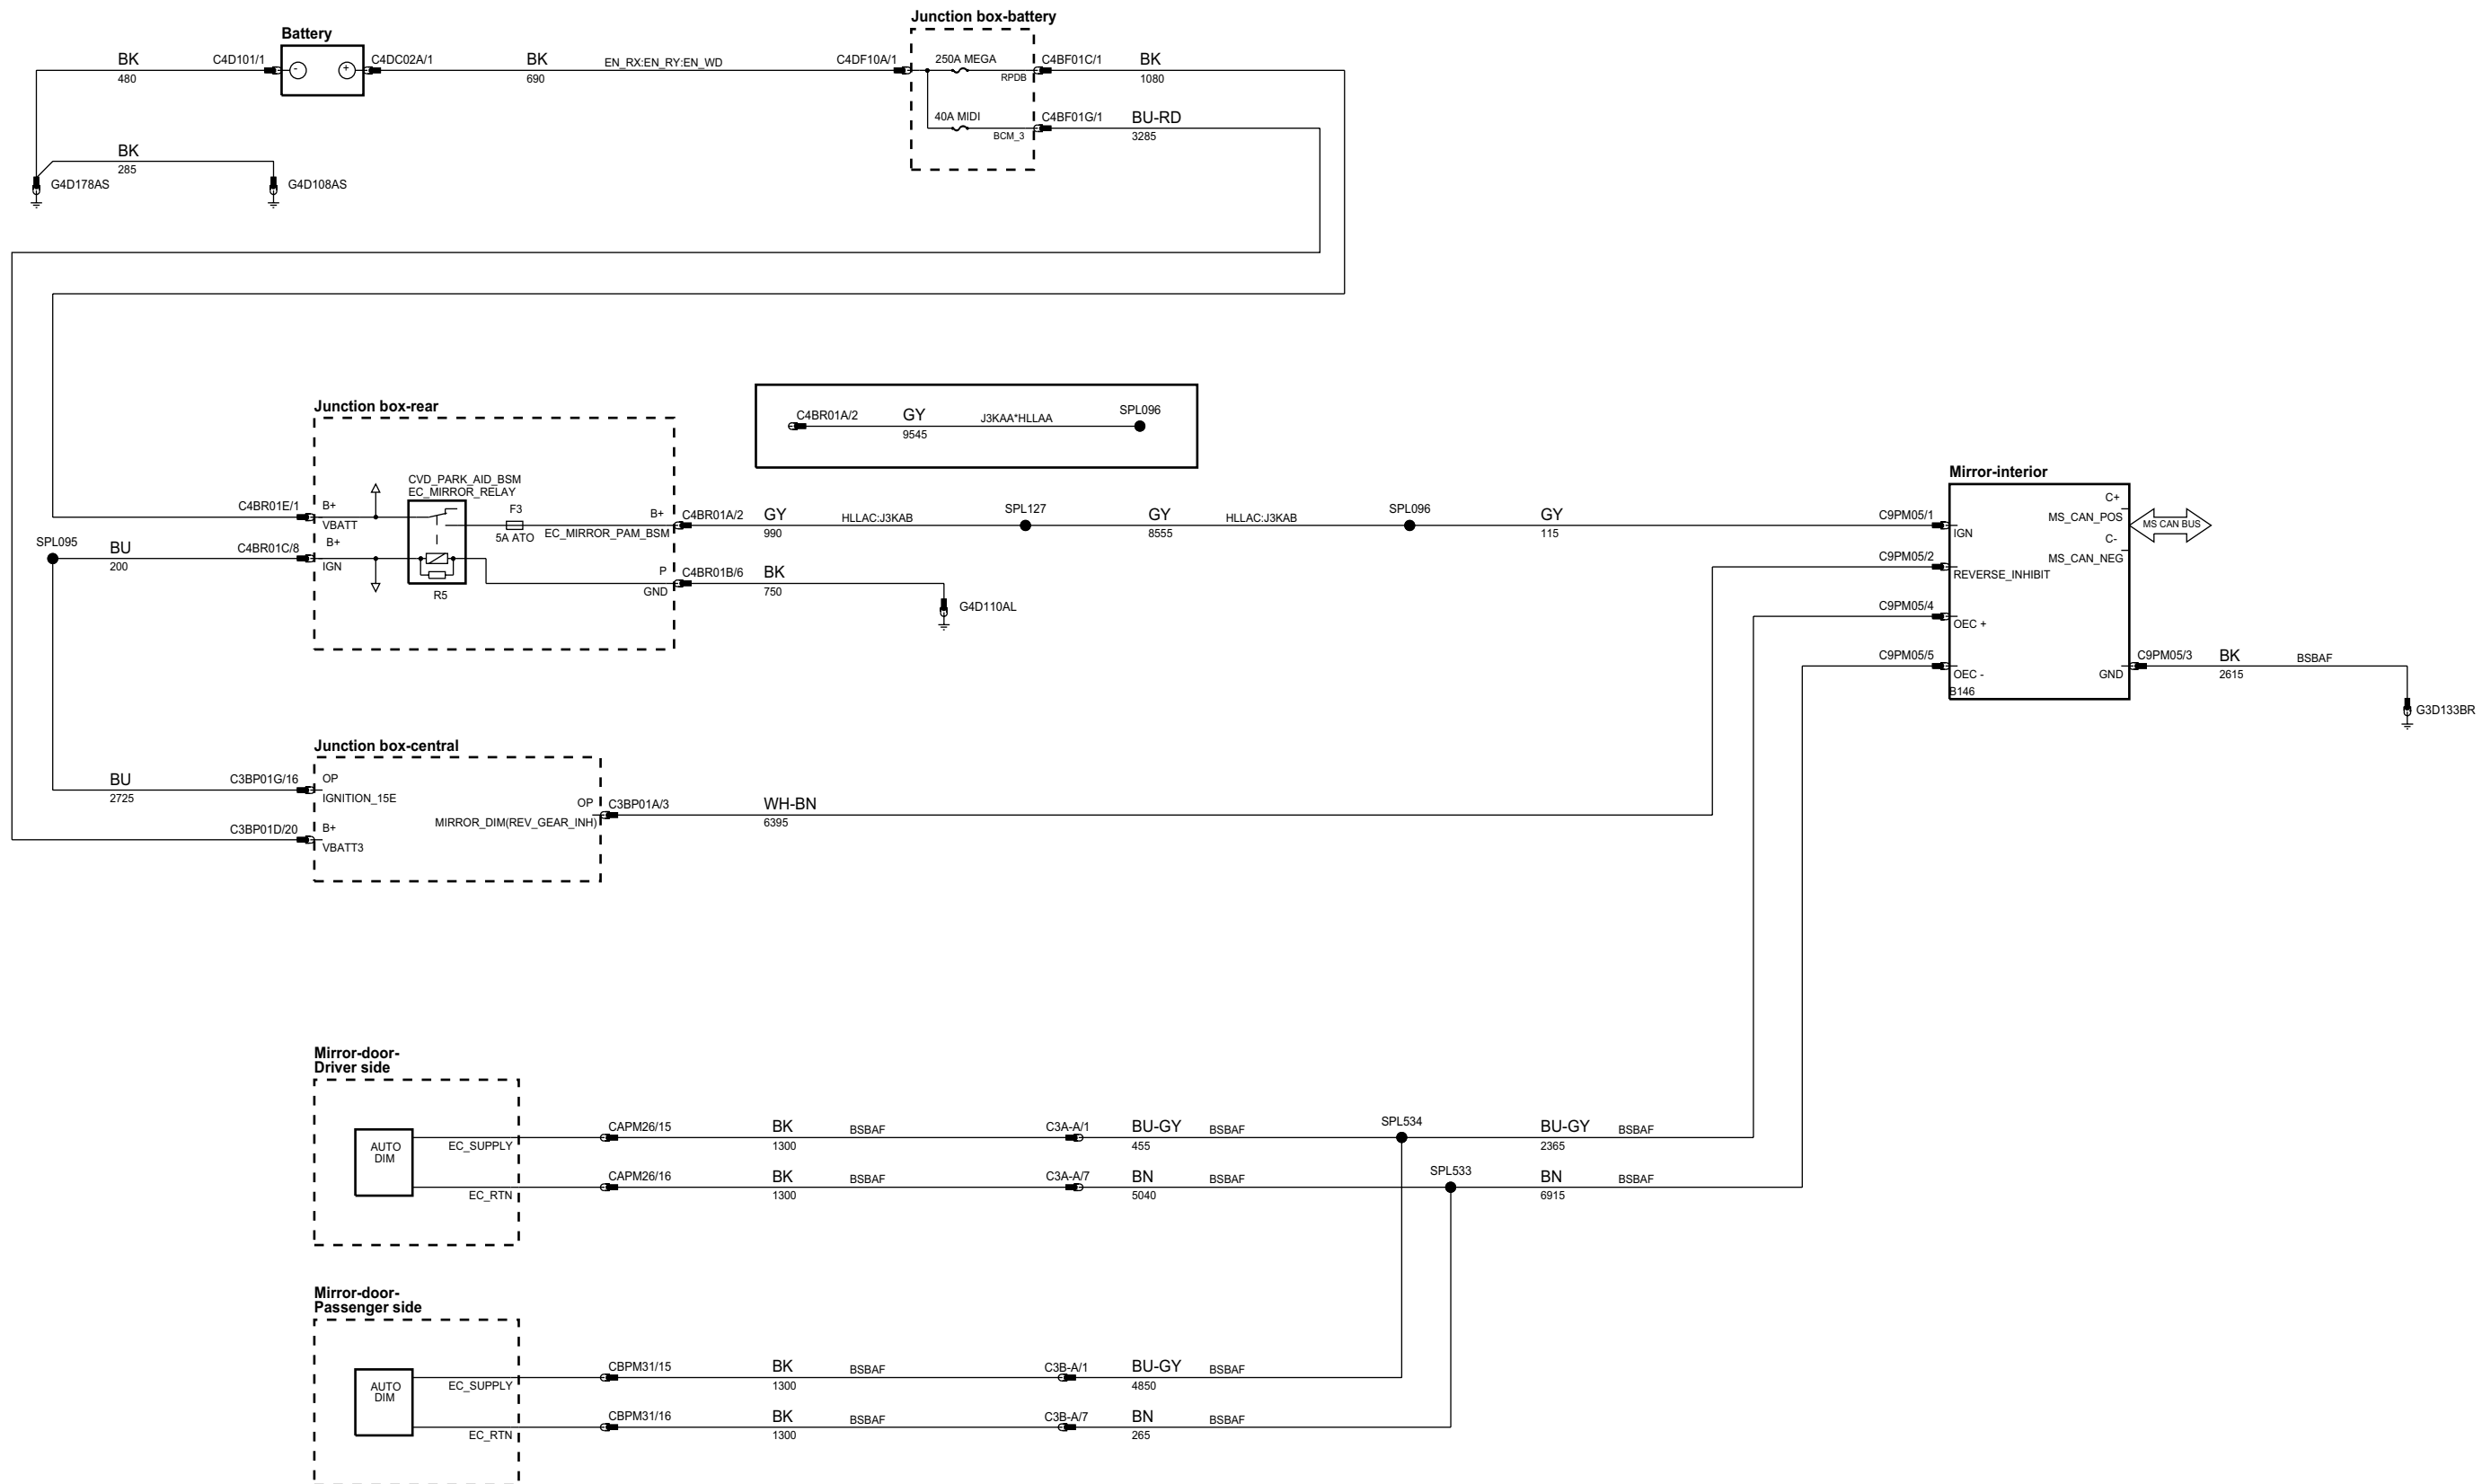 Junction box-battery
Battery
BK
480
C4D101/1
-
+
C4DC02A/1
BK
690
EN_RX:EN_RY:EN_WD
C4DF10A/1
250A MEGA
RPDB
C4BF01C/1
BK
1080
40A MIDI
BCM_3
C4BF01G/1
BU-RD
3285
BK
285
G4D178AS
G4D108AS
Junction box-rear
C4BR01A/2
GY
9545
J3KAA*HLLAA
SPL096
Mirror-interior
CVD_PARK_AID_BSM
EC_MIRROR_RELAY
C4BR01E/1
B+
VBATT
F3
5A ATO
B+
EC_MIRROR_PAM_BSM
C4BR01A/2
GY
990
HLLAC:J3KAB
SPL127
GY
8555
HLLAC:J3KAB
SPL096
GY
115
C9PM05/1
IGN
C+
MS_CAN_POS
MS CAN BUS
C-
MS_CAN_NEG
SPL095
BU
200
C4BR01C/8
B+
IGN
R5
P
GND
C4BR01B/6
BK
750
G4D110AL
C9PM05/2
REVERSE_INHIBIT
C9PM05/4
OEC +
C9PM05/5
OEC -
B146
GND
C9PM05/3
BK
2615
BSBAF
G3D133BR
Junction box-central
BU
2725
C3BP01G/16
OP
IGNITION_15E
OP
MIRROR_DIM(REV_GEAR_INH)
C3BP01A/3
WH-BN
6395
C3BP01D/20
B+
VBATT3
Mirror-door-
Driver side
AUTO
DIM
EC_SUPPLY
CAPM26/15
BK
1300
BSBAF
C3A-A/1
BU-GY
455
BSBAF
SPL534
BU-GY
2365
BSBAF
EC_RTN
CAPM26/16
BK
1300
BSBAF
C3A-A/7
BN
5040
BSBAF
SPL533
BN
6915
BSBAF
Mirror-door-
Passenger side
AUTO
DIM
EC_SUPPLY
CBPM31/15
BK
1300
BSBAF
C3B-A/1
BU-GY
4850
BSBAF
EC_RTN
CBPM31/16
BK
1300
BSBAF
C3B-A/7
BN
265
BSBAF